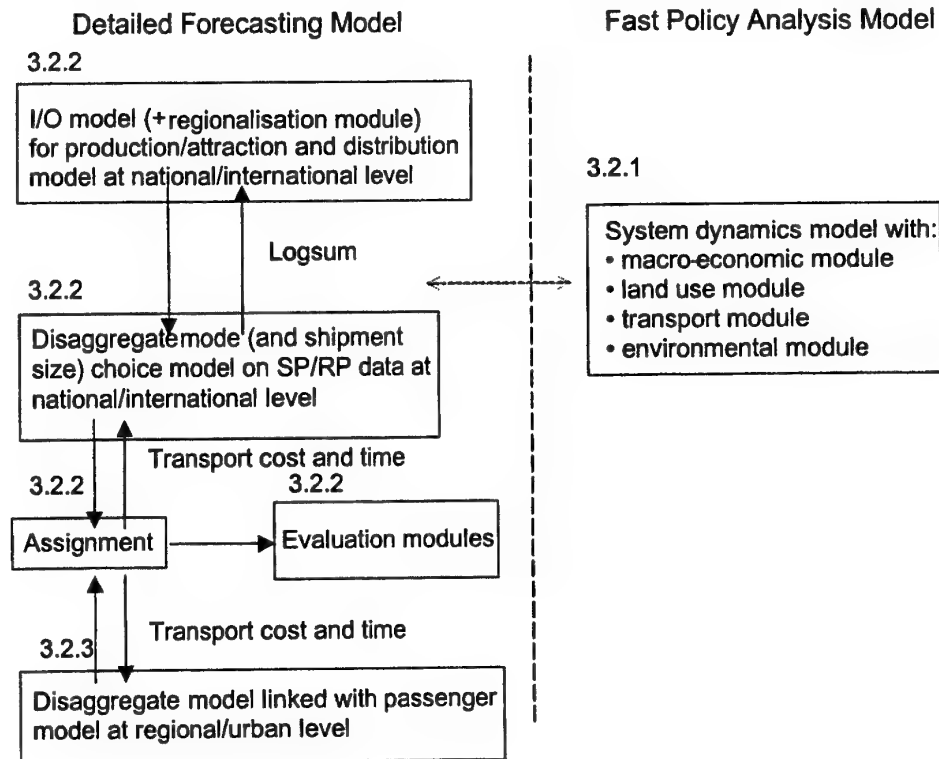 Detailed Forecasting Model
Fast Policy Analysis Model
3.2.2
I/O model (+regionalisation module)
for production/attraction and distribution
model at national/international level
Logsum
3.2.2
Disaggregate mode (and shipment
size) choice model on SP/RP data at
national/international level
Transport cost and time
3.2.2
3.2.2
Assignment
Evaluation modules
Transport cost and time
3.2.3
Disaggregate model linked with passenger
model at regional/urban level
3.2.1
System dynamics model with:
• macro-economic module
• land use module
• transport module
• environmental module